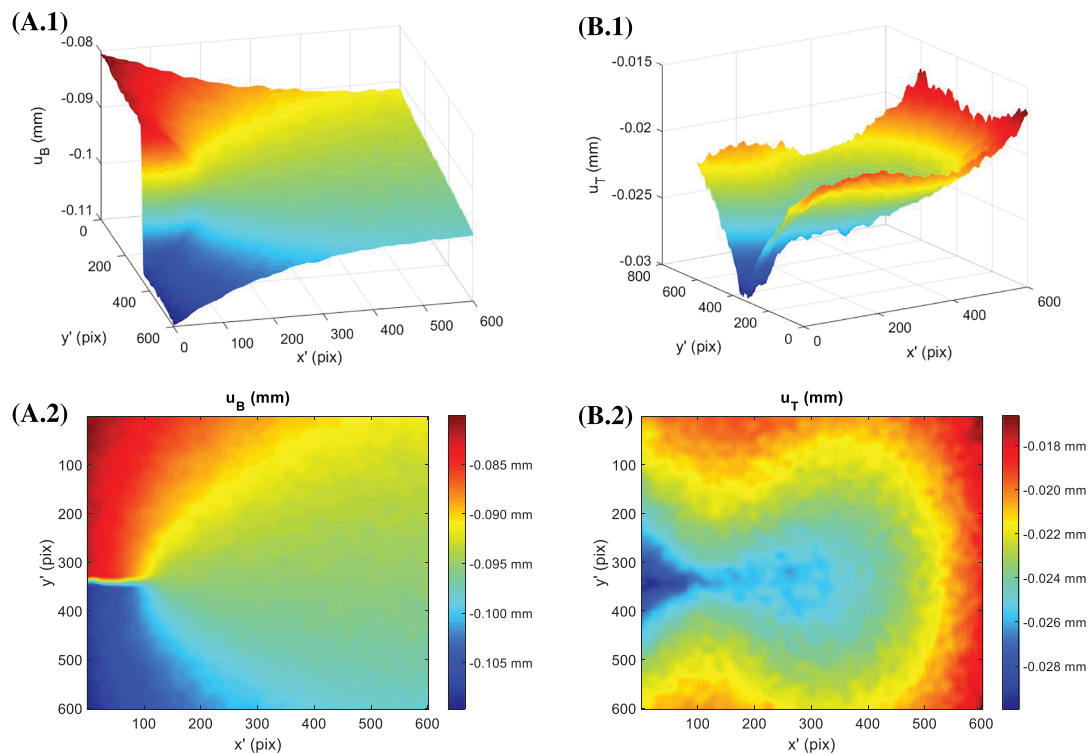 (A.1)
-0.08
-0.09
-0.1
-0.11
u_B (mm)
0
200
400
600
y' (pix)
0
100
200
300
400
500
600
x' (pix)
(B.1)
-0.015
-0.02
-0.025
-0.03
u_T (mm)
800
600
400
200
0
y' (pix)
0
200
400
600
x' (pix)
(A.2)
u_B (mm)
100
200
300
400
500
600
y' (pix)
100
200
300
400
500
600
x' (pix)
-0.085 mm
-0.090 mm
-0.095 mm
-0.100 mm
-0.105 mm
(B.2)
u_T (mm)
100
200
300
400
500
600
y' (pix)
100
200
300
400
500
600
x' (pix)
-0.018 mm
-0.020 mm
-0.022 mm
-0.024 mm
-0.026 mm
-0.028 mm